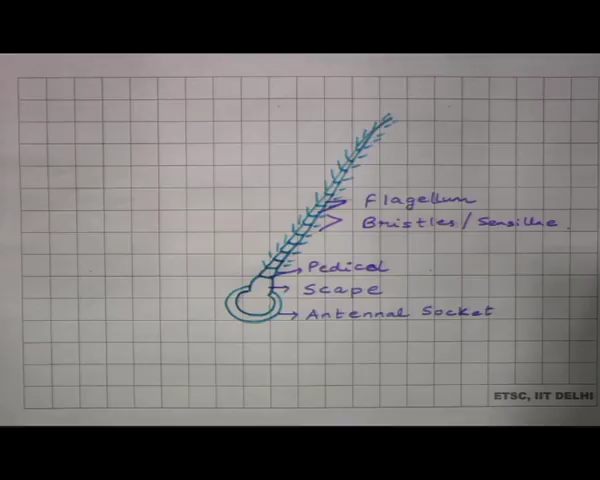 Flagellum
Bristles/Sensillae.
Pedicel
Scape
Antennal Socket
ETSC, IIT DELHI